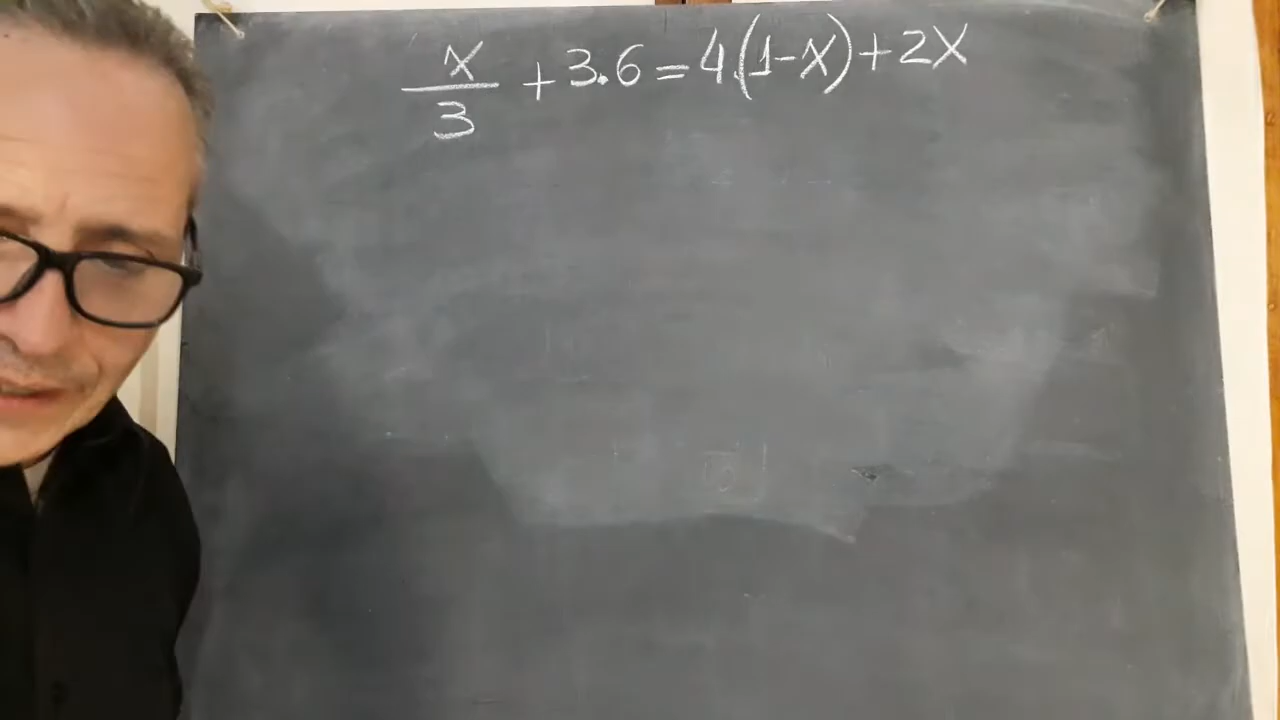 x/3 + 3.6 = 4.(1-x)+2x